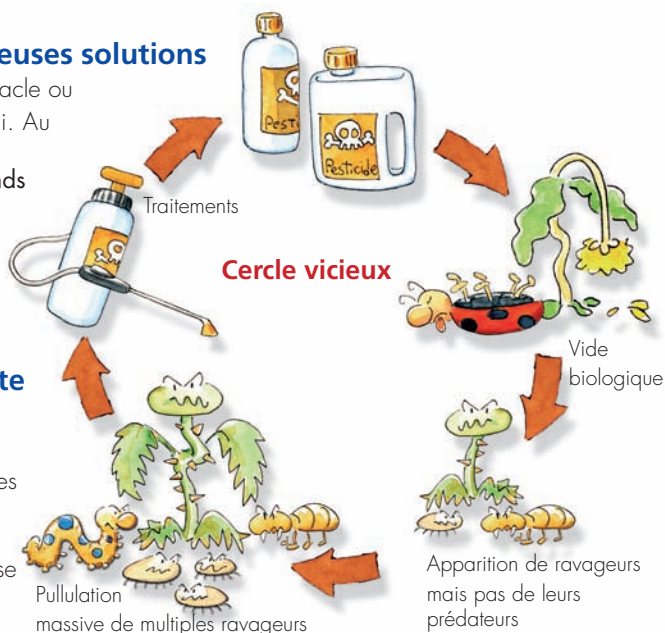 euses solutions
acle ou
i. Au
nds
Pesti
Pesticide
Traitements
Cercle vicieux
Vide
biologique
te
es
se
Apparition de ravageurs
mais pas de leurs
prédateurs
Pullulation
massive de multiples ravageurs